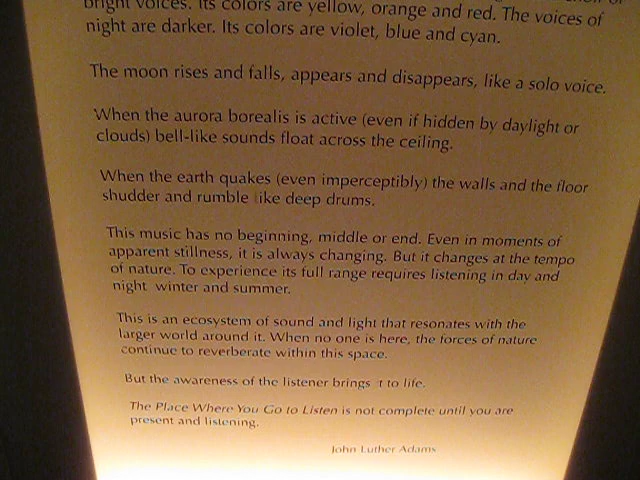 bright voices. Its colors are yellow, orange and red. The voices of
night are darker. Its colors are violet, blue and cyan.
The moon rises and falls, appears and disappears, like a solo voice.
When the aurora borealis is active (even if hidden by daylight or
clouds) bell-like sounds float across the ceiling.
When the earth quakes (even imperceptibly) the walls and the floor
shudder and rumble like deep drums.
This music has no beginning, middle or end. Even in moments of
apparent stillness, it is always changing. But it changes at the tempo
of nature. To experience its full range requires listening in day and
night winter and summer.
This is an ecosystem of sound and light that resonates with the
larger world around it. When no one is here, the forces of nature
continue to reverberate within this space.
But the awareness of the listener brings it to life.
The Place Where You Go to Listen is not complete until you are
present and listening.
John Luther Adams